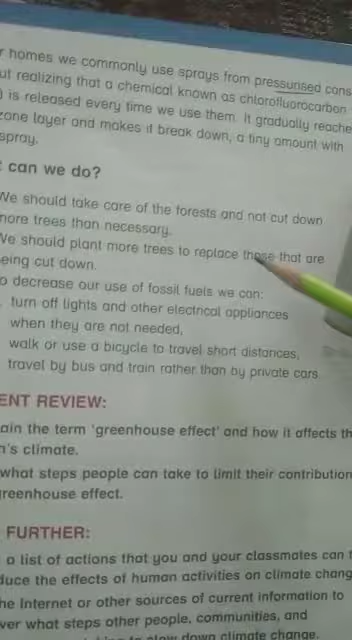 r homes we commonly use sprays from pressurised cans
ut realizing that a chemical known as chlorofluorocarbon
) is released every time we use them. It gradually reache
zone layer and makes it break down, a tiny amount with
spray.
can we do?
We should take care of the forests and not cut down
more trees than necessary.
We should plant more trees to replace those that are
eing cut down.
o decrease our use of fossil fuels we can:
turn off lights and other electrical appliances
when they are not needed,
walk or use a bicycle to travel short distances,
travel by bus and train rather than by private cars.
ENT REVIEW:
ain the term 'greenhouse effect' and how it affects th
h's climate.
what steps people can take to limit their contribution
greenhouse effect.
FURTHER:
a list of actions that you and your classmates can t
duce the effects of human activities on climate chang
he Internet or other sources of current information to
ver what steps other people, communities, and
to slow down climate change.